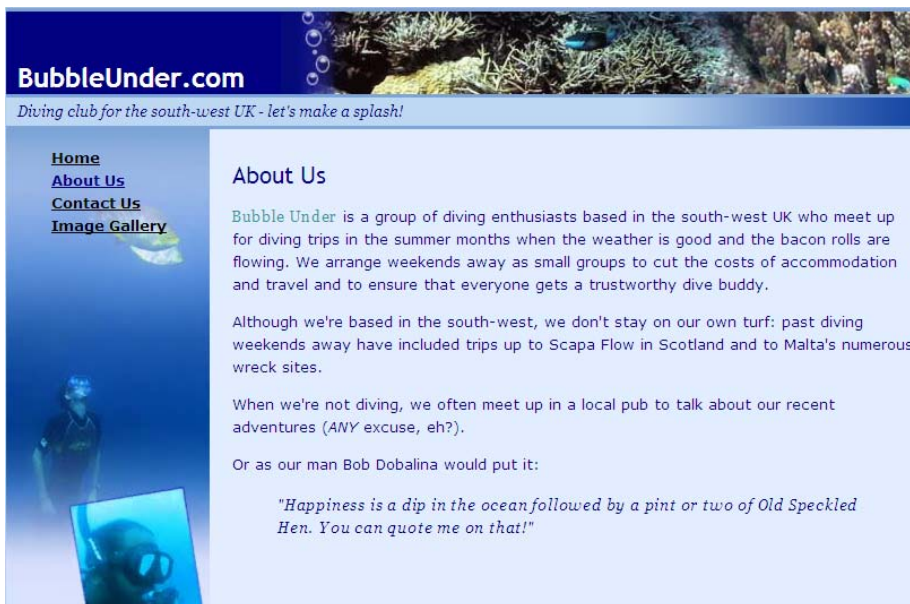 BubbleUnder.com
Diving club for the south-west UK - let's make a splash!
Home
About Us
Contact Us
Image Gallery
About Us
Bubble Under is a group of diving enthusiasts based in the south-west UK who meet up
for diving trips in the summer months when the weather is good and the bacon rolls are
flowing. We arrange weekends away as small groups to cut the costs of accommodation
and travel and to ensure that everyone gets a trustworthy dive buddy.
Although we're based in the south-west, we don't stay on our own turf: past diving
weekends away have included trips up to Scapa Flow in Scotland and to Malta's numerous
wreck sites.
When we're not diving, we often meet up in a local pub to talk about our recent
adventures (ANY excuse, eh?).
Or as our man Bob Dobalina would put it:
"Happiness is a dip in the ocean followed by a pint or two of Old Speckled
Hen. You can quote me on that!"